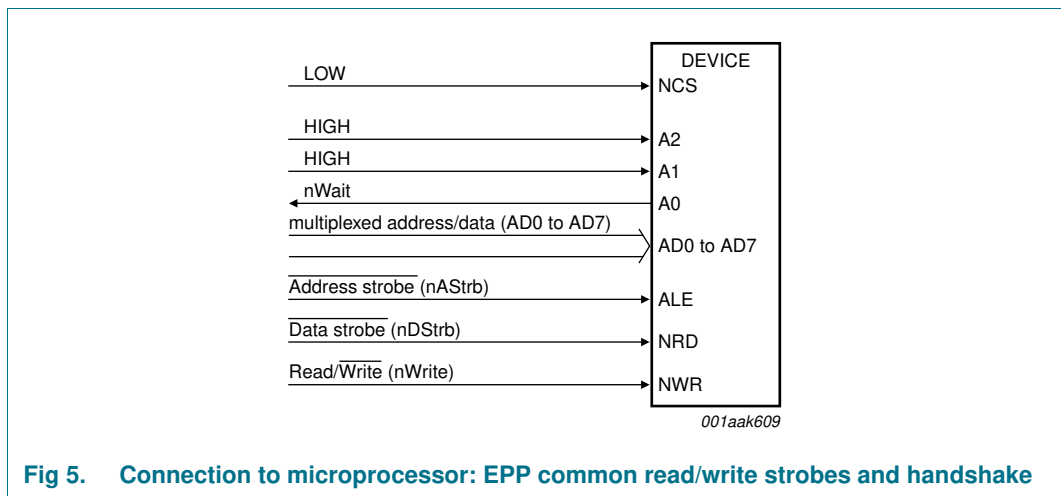 DEVICE
LOW
NCS
HIGH
A2
HIGH
A1
nWait
A0
multiplexed address/data (AD0 to AD7)
AD0 to AD7
Address strobe (nAStrb)
ALE
Data strobe (nDStrb)
NRD
Read/Write (nWrite)
NWR
001aak609
Fig 5. Connection to microprocessor: EPP common read/write strobes and handshake